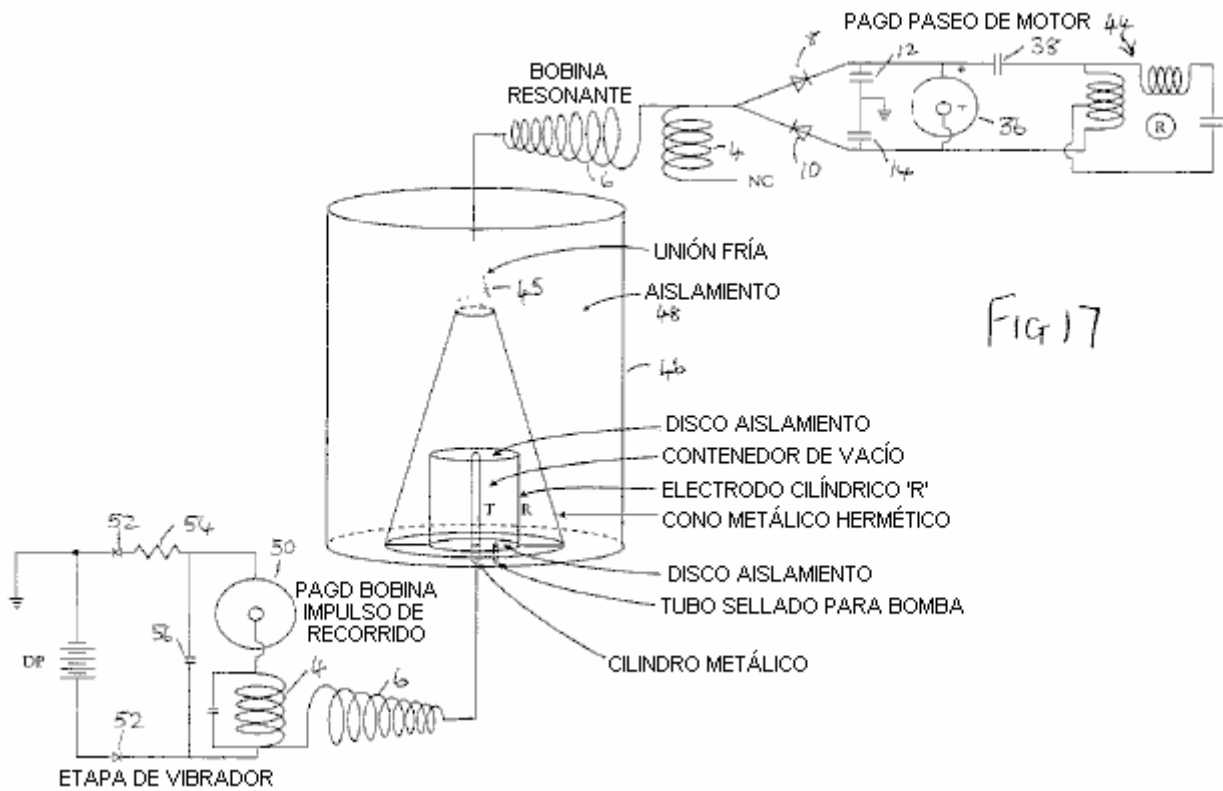 PAGD PASEO DE MOTOR 44
8
12
38
BOBINA
RESONANTE
36
R
6
4
NC
10
14
UNIÓN FRÍA
45
AISLAMIENTO
48
FIG 17
46
DISCO AISLAMIENTO
CONTENEDOR DE VACÍO
ELECTRODO CILÍNDRICO 'R'
T R
CONO METÁLICO HERMÉTICO
52
54
50
DISCO AISLAMIENTO
PAGD BOBINA
IMPULSO DE
RECORRIDO
TUBO SELLADO PARA BOMBA
56
DP
CILINDRO METÁLICO
4
6
52
ETAPA DE VIBRADOR